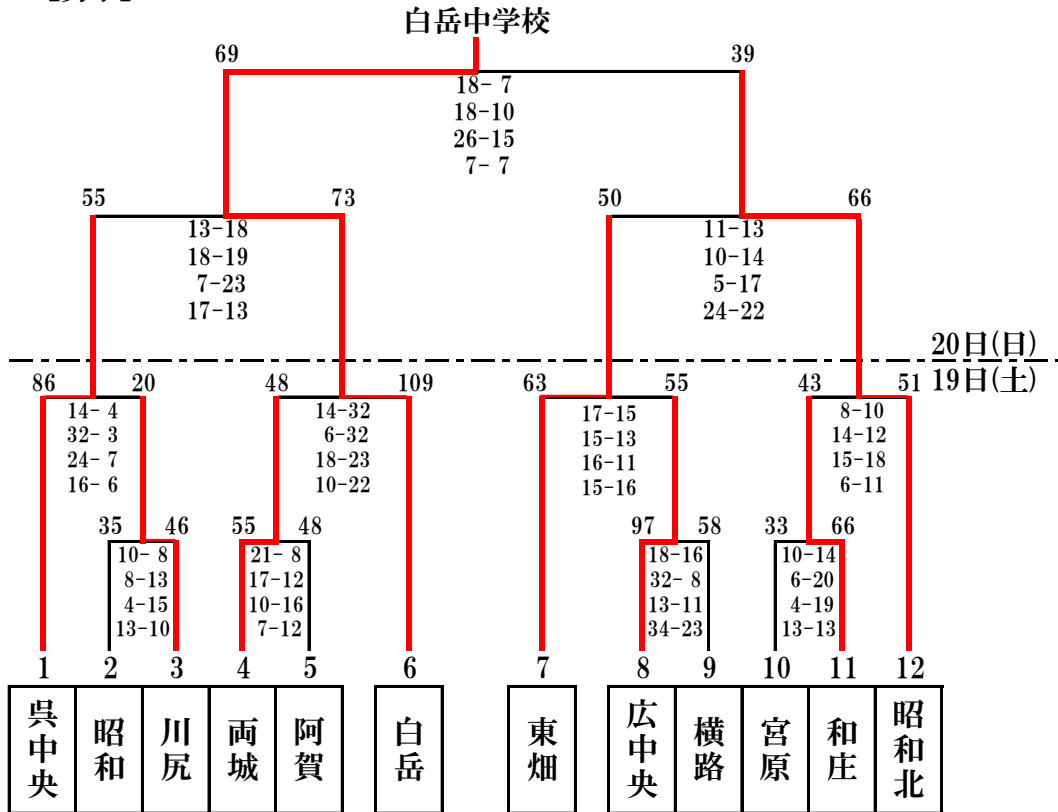 白岳中学校
69 39
18- 7
18-10
26-15
7- 7
55 73 50 66
13-18 11-13
18-19 10-14
7-23 5-17
17-13 24-22
20日(日)
19日(土)
86 20 48 109 63 55 43 51
14- 4 14-32 17-15 8-10
32- 3 6-32 15-13 14-12
24- 7 18-23 16-11 15-18
16- 6 10-22 15-16 6-11
35 46 55 48 97 58 33 66
10- 8 21- 8 18-16 10-14
8-13 17-12 32- 8 6-20
4-15 10-16 13-11 4-19
13-10 7-12 34-23 13-13
1 2 3 4 5 6 7 8 9 10 11 12
呉中央 昭和 川尻 両城 阿賀 白岳 東畑 広中央 横路 宮原 和庄 昭和北